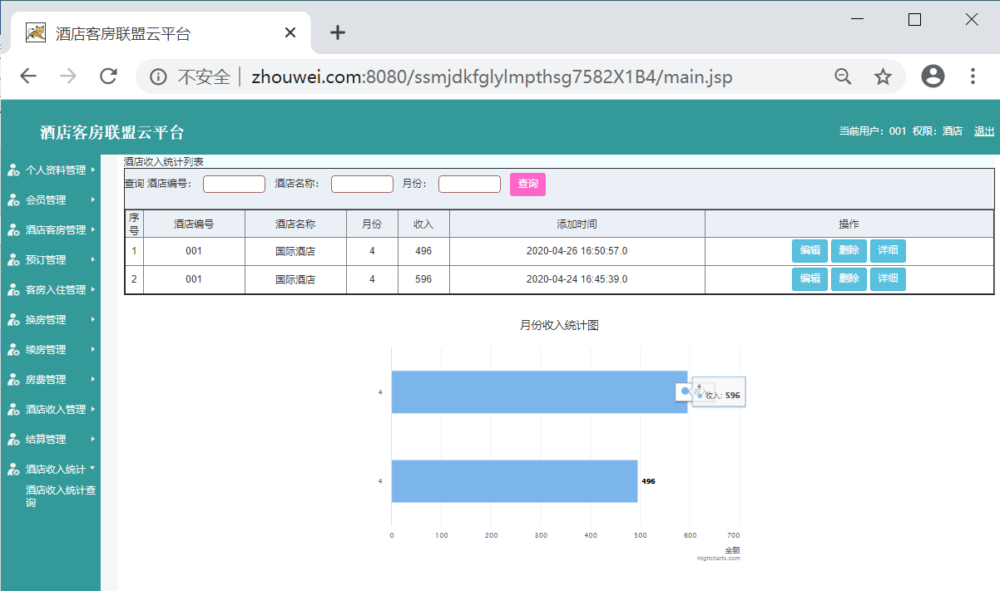 酒店客房联盟云平台
不安全 zhouwei.com:8080/ssmjdkfglylmpthsg7582X1B4/main.jsp
酒店客房联盟云平台
当前用户：001 权限：酒店 退出
个人资料管理
会员管理
酒店客房管理
预订管理
客房入住管理
换房管理
续房管理
房费管理
酒店收入管理
结算管理
酒店收入统计
酒店收入统计查询
酒店收入统计列表
查询 酒店编号： 酒店名称： 月份： 查询
序号 酒店编号 酒店名称 月份 收入 添加时间 操作
1 001 国际酒店 4 496 2020-04-26 16:50:57.0 编辑 删除 详细
2 001 国际酒店 4 596 2020-04-24 16:45:39.0 编辑 删除 详细
月份收入统计图
4
4
收入: 596
4
496
0 100 200 300 400 500 600 700
金额
Highcharts.com